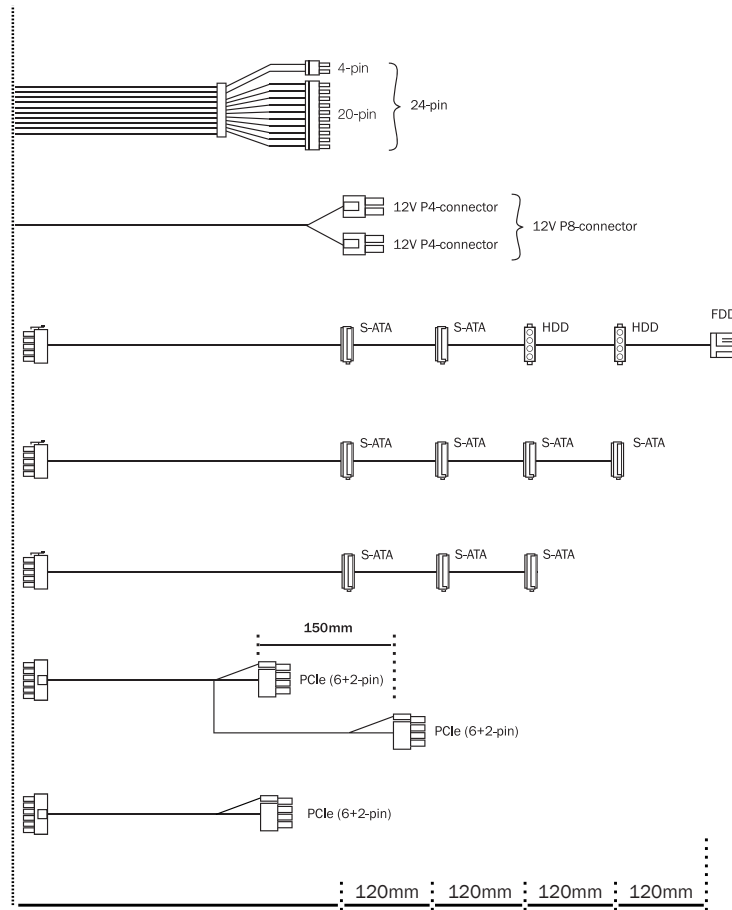 4-pin
20-pin
24-pin
12V P4-connector
12V P4-connector
12V P8-connector
S-ATA S-ATA HDD HDD FDD
S-ATA S-ATA S-ATA S-ATA
S-ATA S-ATA S-ATA
150mm
PCIe (6+2-pin)
PCIe (6+2-pin)
PCIe (6+2-pin)
120mm 120mm 120mm 120mm